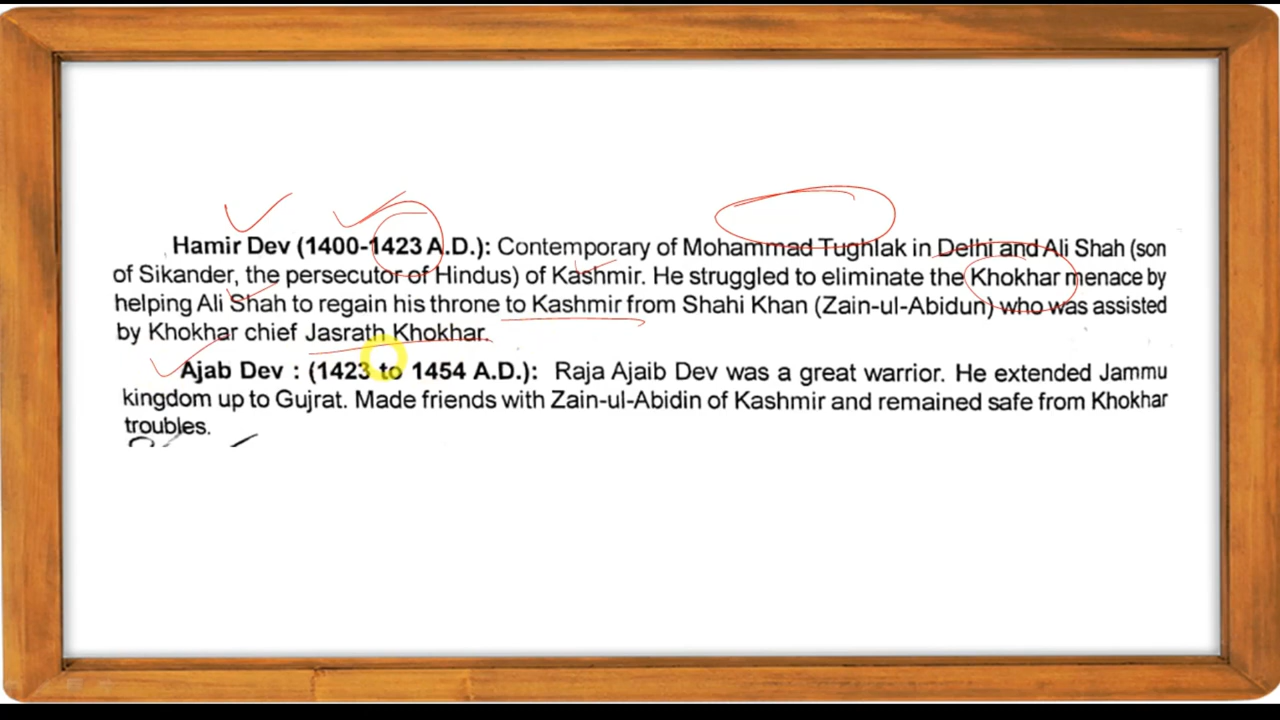 Hamir Dev (1400-1423 A.D.): Contemporary of Mohammad Tughlak in Delhi and Ali Shah (son
of Sikander, the persecutor of Hindus) of Kashmir. He struggled to eliminate the Khokhar menace by
helping Ali Shah to regain his throne to Kashmir from Shahi Khan (Zain-ul-Abidun) who was assisted
by Khokhar chief Jasrath Khokhar.
Ajab Dev : (1423 to 1454 A.D.): Raja Ajaib Dev was a great warrior. He extended Jammu
kingdom up to Gujrat. Made friends with Zain-ul-Abidin of Kashmir and remained safe from Khokhar
troubles.